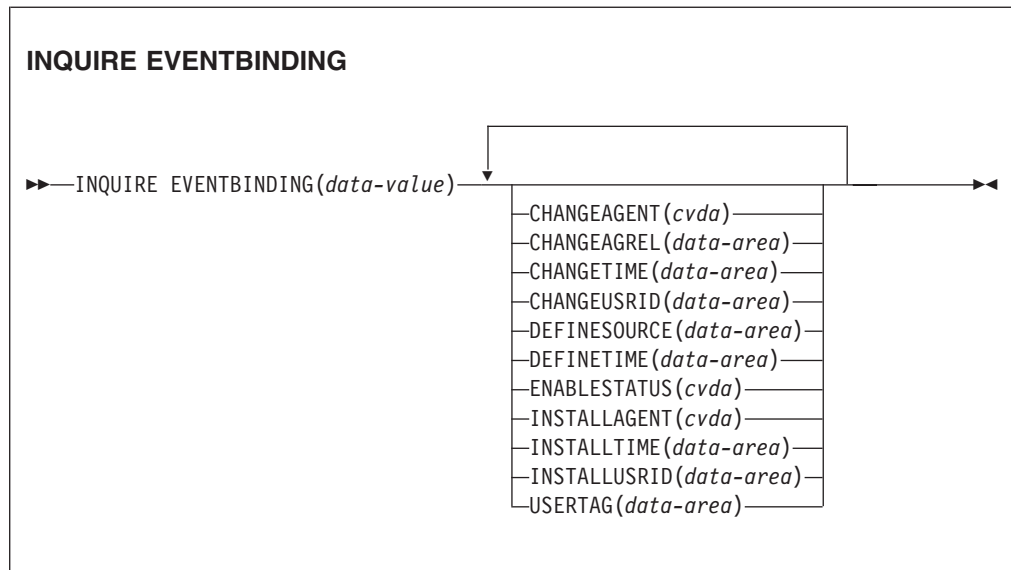 INQUIRE EVENTBINDING
INQUIRE EVENTBINDING(data-value)
CHANGEAGENT(cvda)
CHANGEAGREL(data-area)
CHANGETIME(data-area)
CHANGEUSRID(data-area)
DEFINESOURCE(data-area)
DEFINETIME(data-area)
ENABLESTATUS(cvda)
INSTALLAGENT(cvda)
INSTALLTIME(data-area)
INSTALLUSRID(data-area)
USERTAG(data-area)